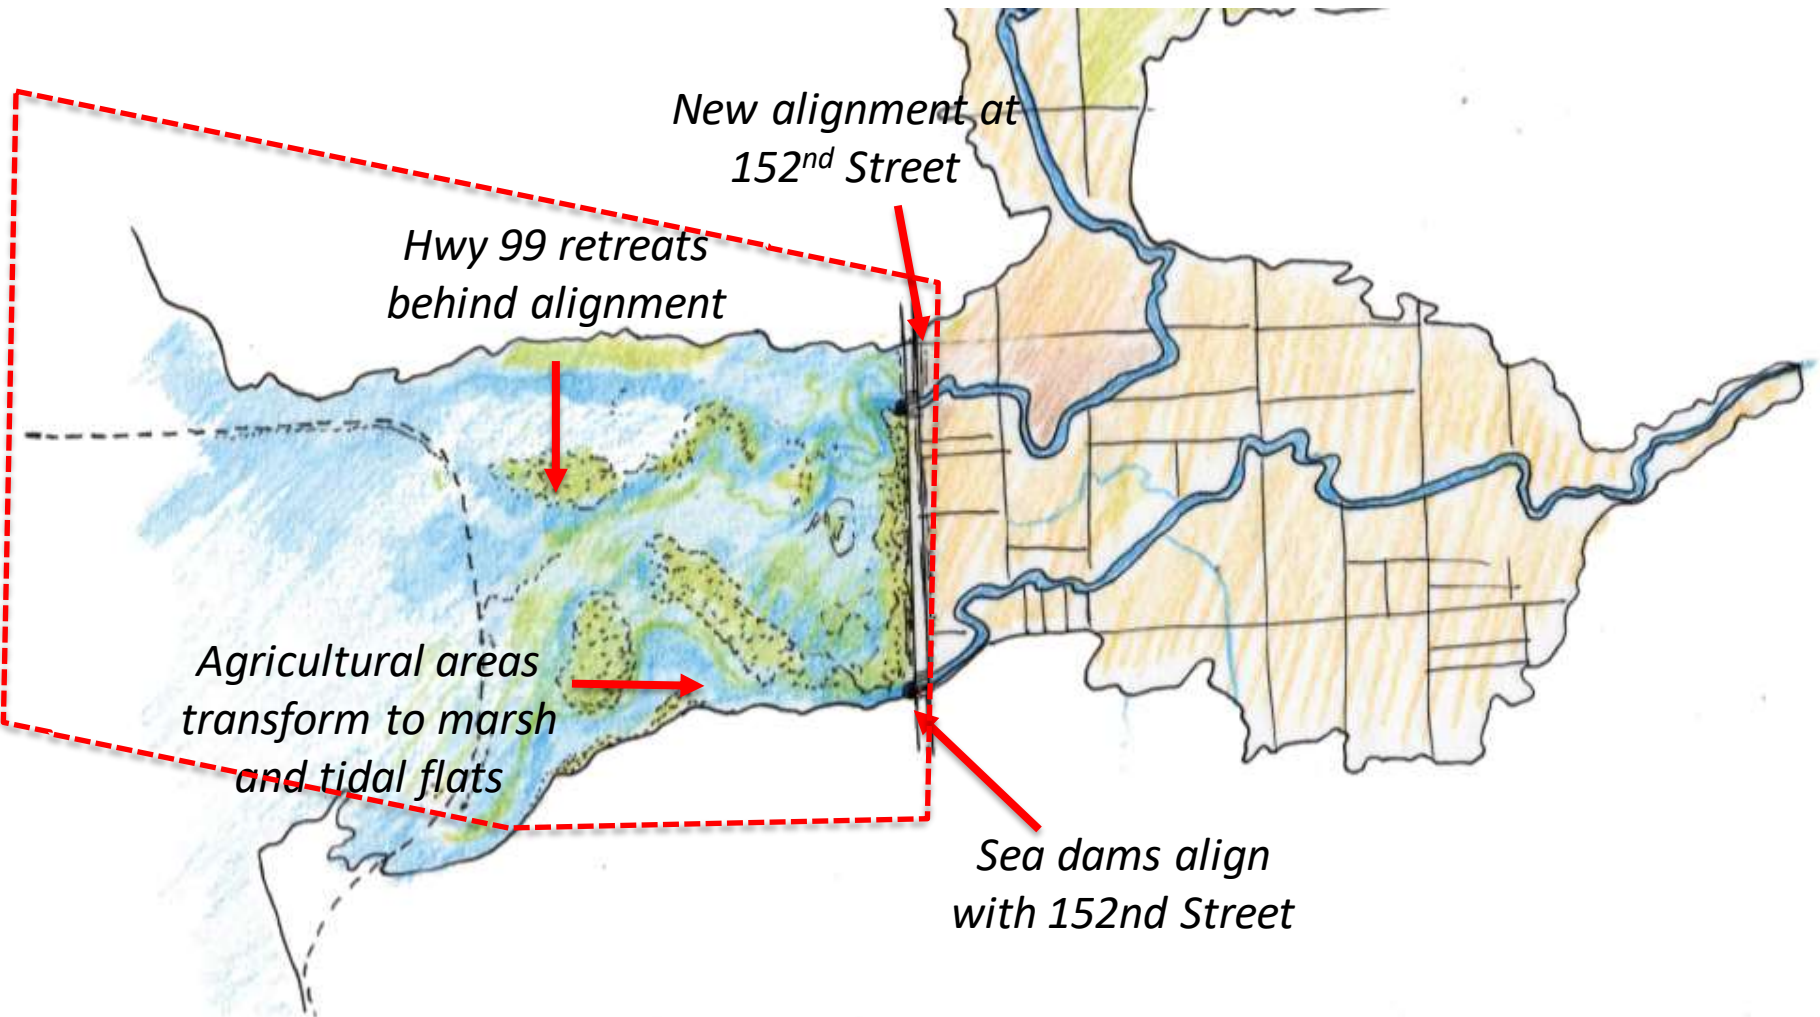 New alignment at
152nd Street
Hwy 99 retreats
behind alignment
Agricultural areas
transform to marsh
and tidal flats
Sea dams align
with 152nd Street